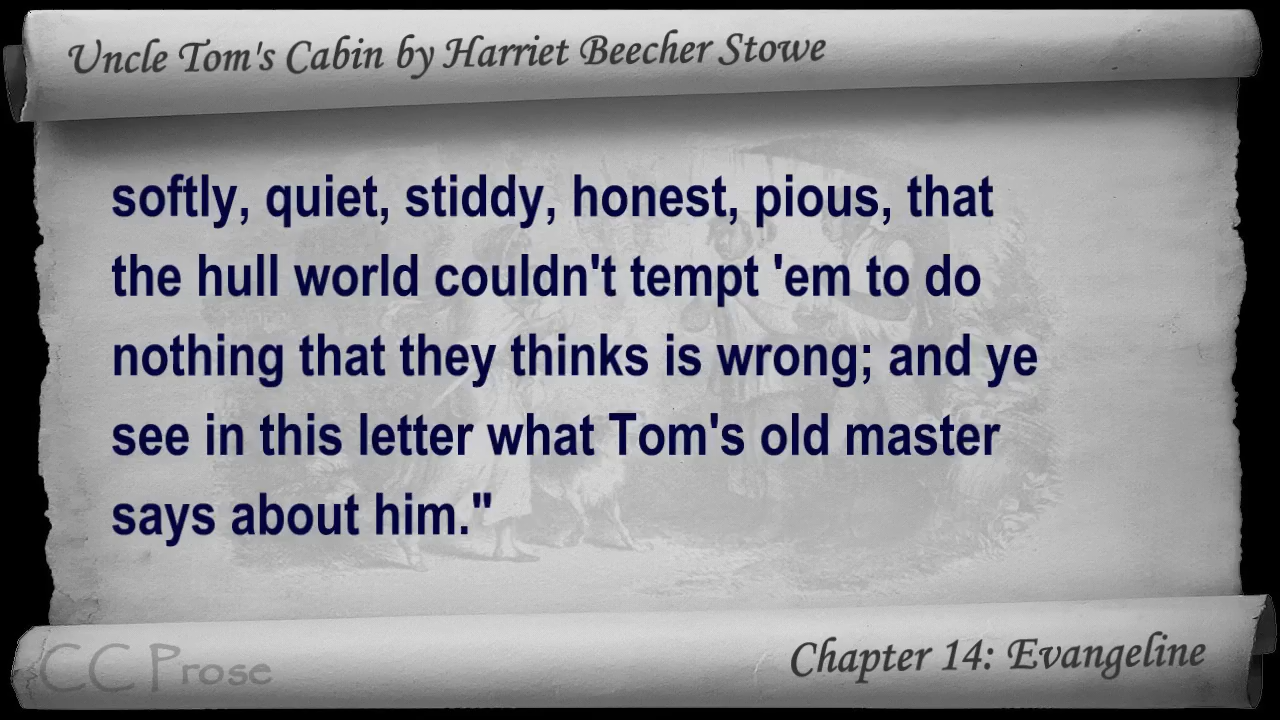 Uncle Tom's Cabin by Harriet Beecher Stowe
softly, quiet, stiddy, honest, pious, that
the hull world couldn't tempt 'em to do
nothing that they thinks is wrong; and ye
see in this letter what Tom's old master
says about him."
CC Prose
Chapter 14: Evangeline